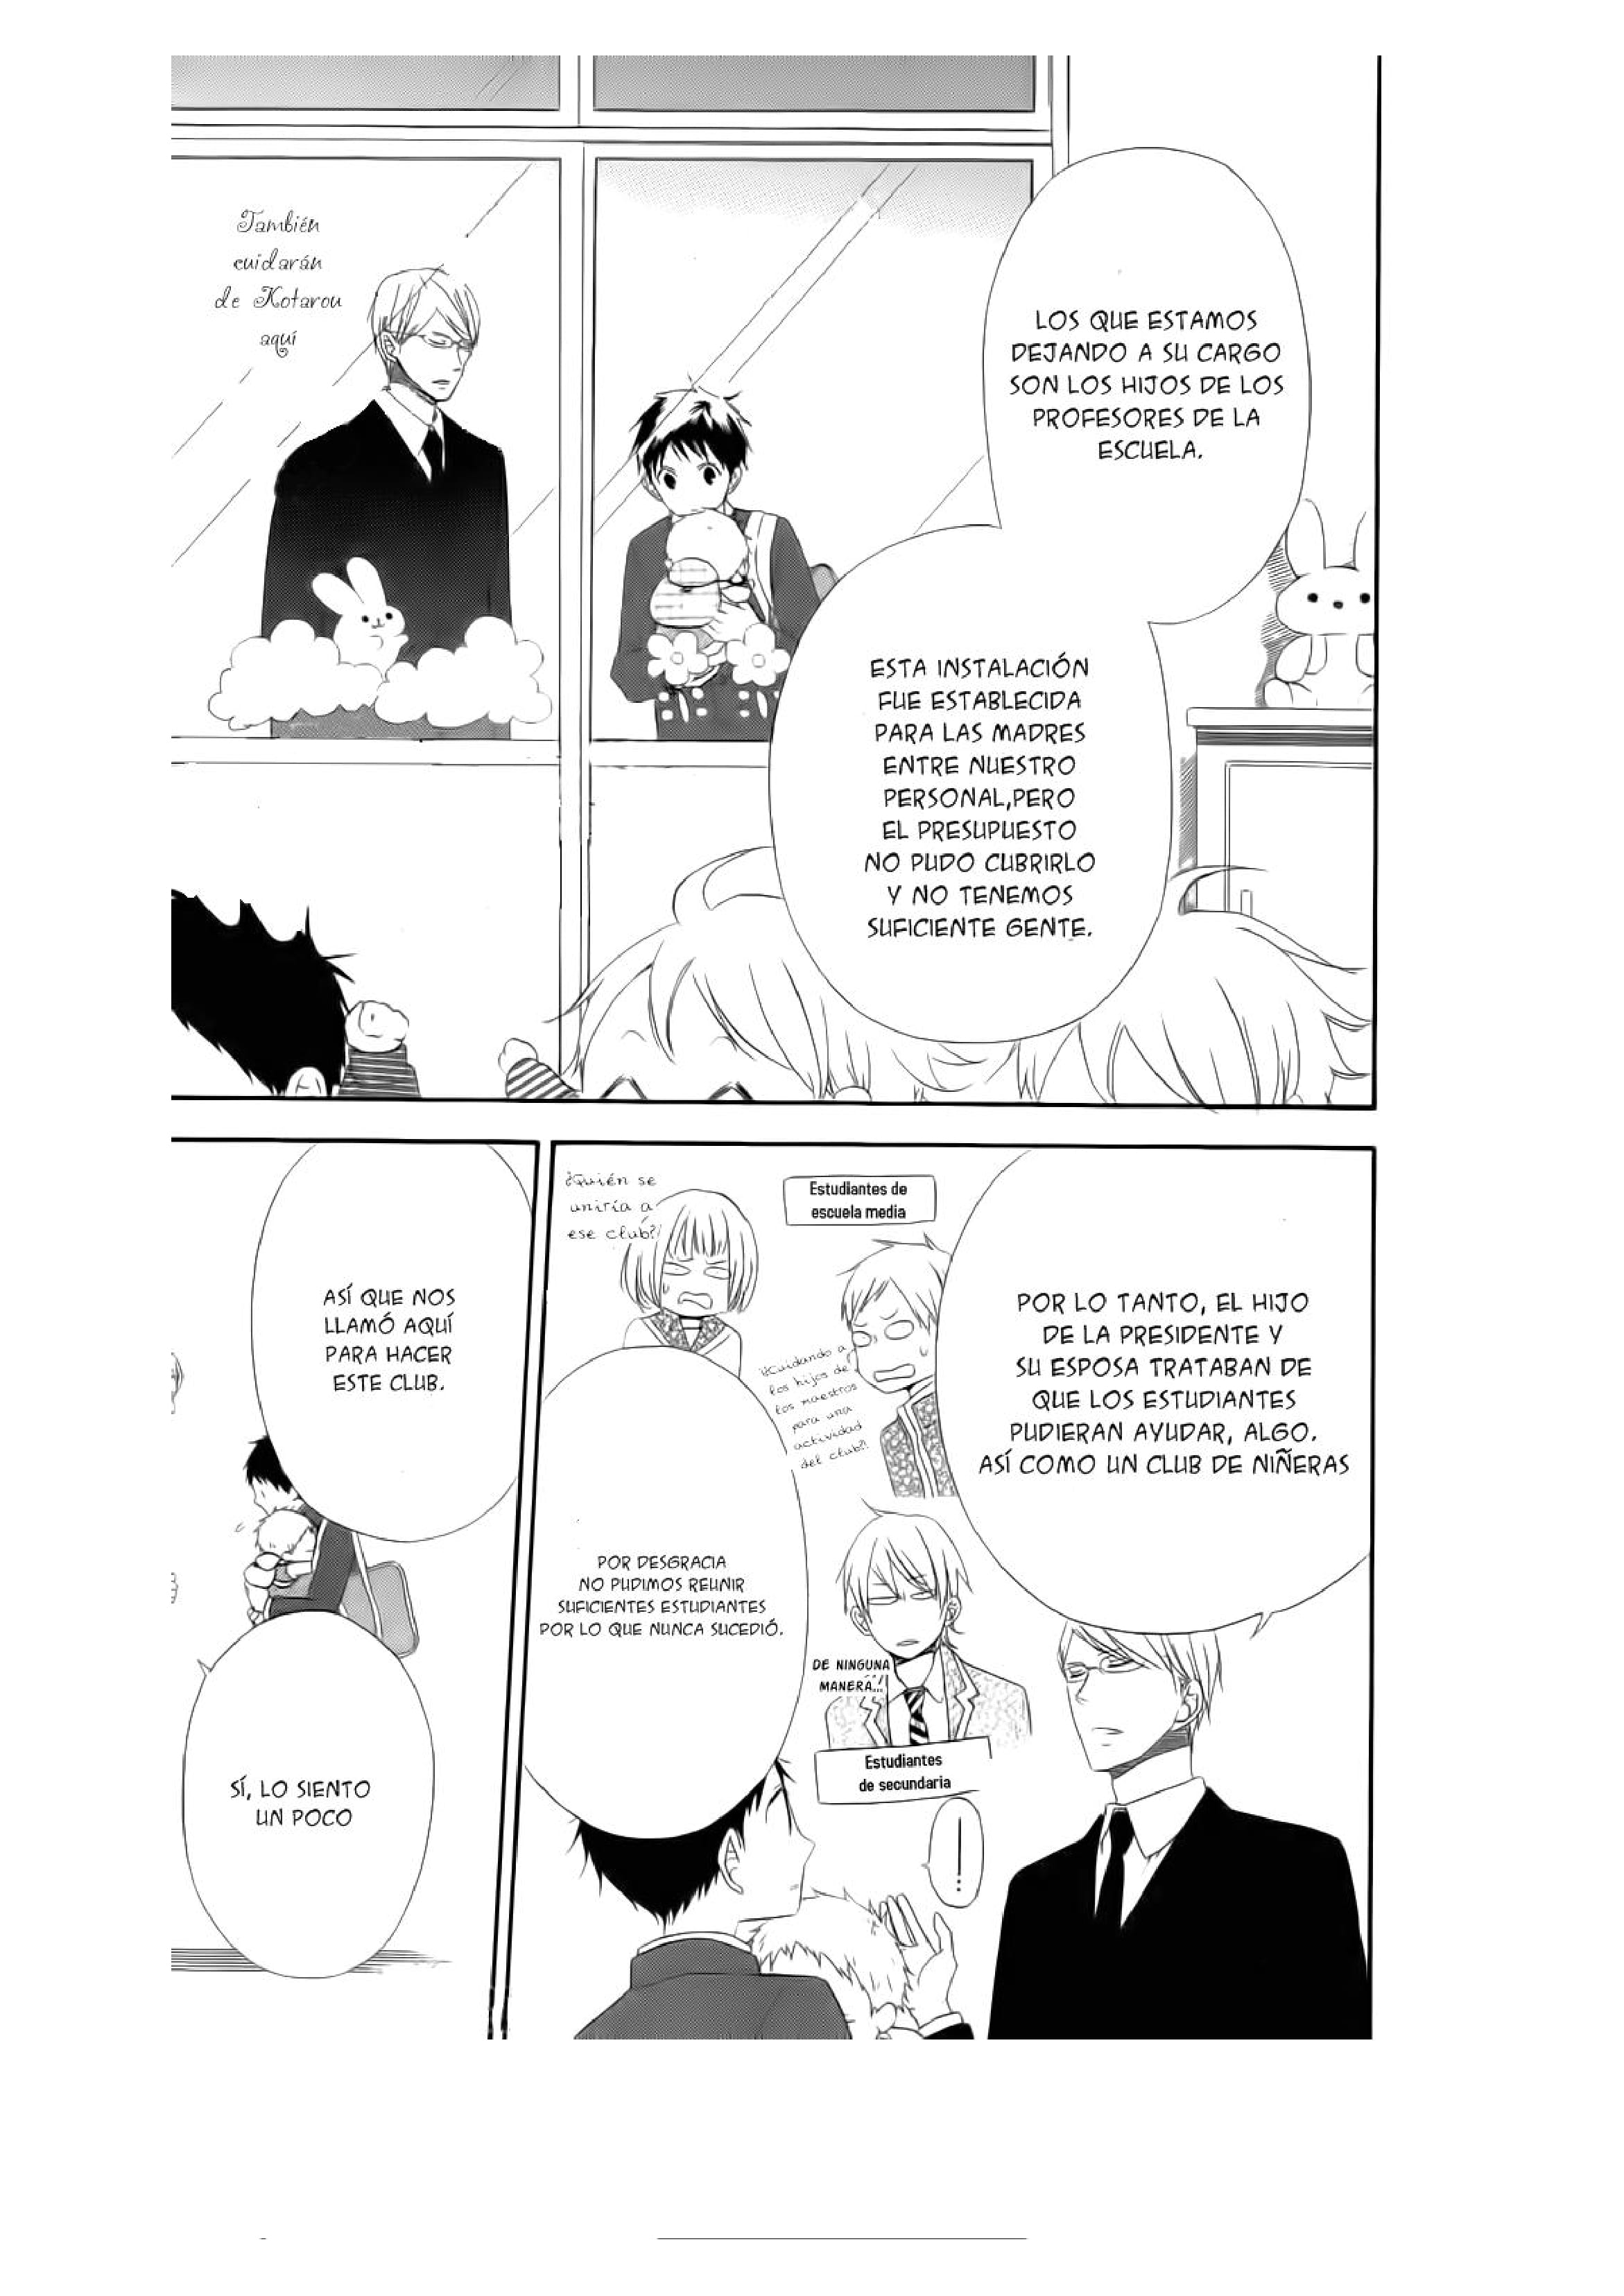 LOS QUE ESTAMOS
DEJANDO A SU CARGO
SON LOS HIJOS DE LOS
PROFESORES DE LA
ESCUELA.
También
cuidarán
de Kotarou
aquí
ESTA INSTALACIÓN
FUE ESTABLECIDA
PARA LAS MADRES
ENTRE NUESTRO
PERSONAL,PERO
EL PRESUPUESTO
NO PUDO CUBRIRLO
Y NO TENEMOS
SUFICIENTE GENTE.
POR LO TANTO, EL HIJO
DE LA PRESIDENTE Y
SU ESPOSA TRATABAN DE
QUE LOS ESTUDIANTES
PUDIERAN AYUDAR, ALGO.
ASÍ COMO UN CLUB DE NIÑERAS
Estudiantes de
escuela media
¿Quién se
uniría a
ese club?!
¿¡Cuidando a
los hijos de
los maestros
para una
actividad
del club?!
DE NINGUNA
MANERA...
Estudiantes
de secundaria
POR DESGRACIA
NO PUDIMOS REUNIR
SUFICIENTES ESTUDIANTES
POR LO QUE NUNCA SUCEDIÓ.
ASÍ QUE NOS
LLAMÓ AQUÍ
PARA HACER
ESTE CLUB.
SÍ, LO SIENTO
UN POCO